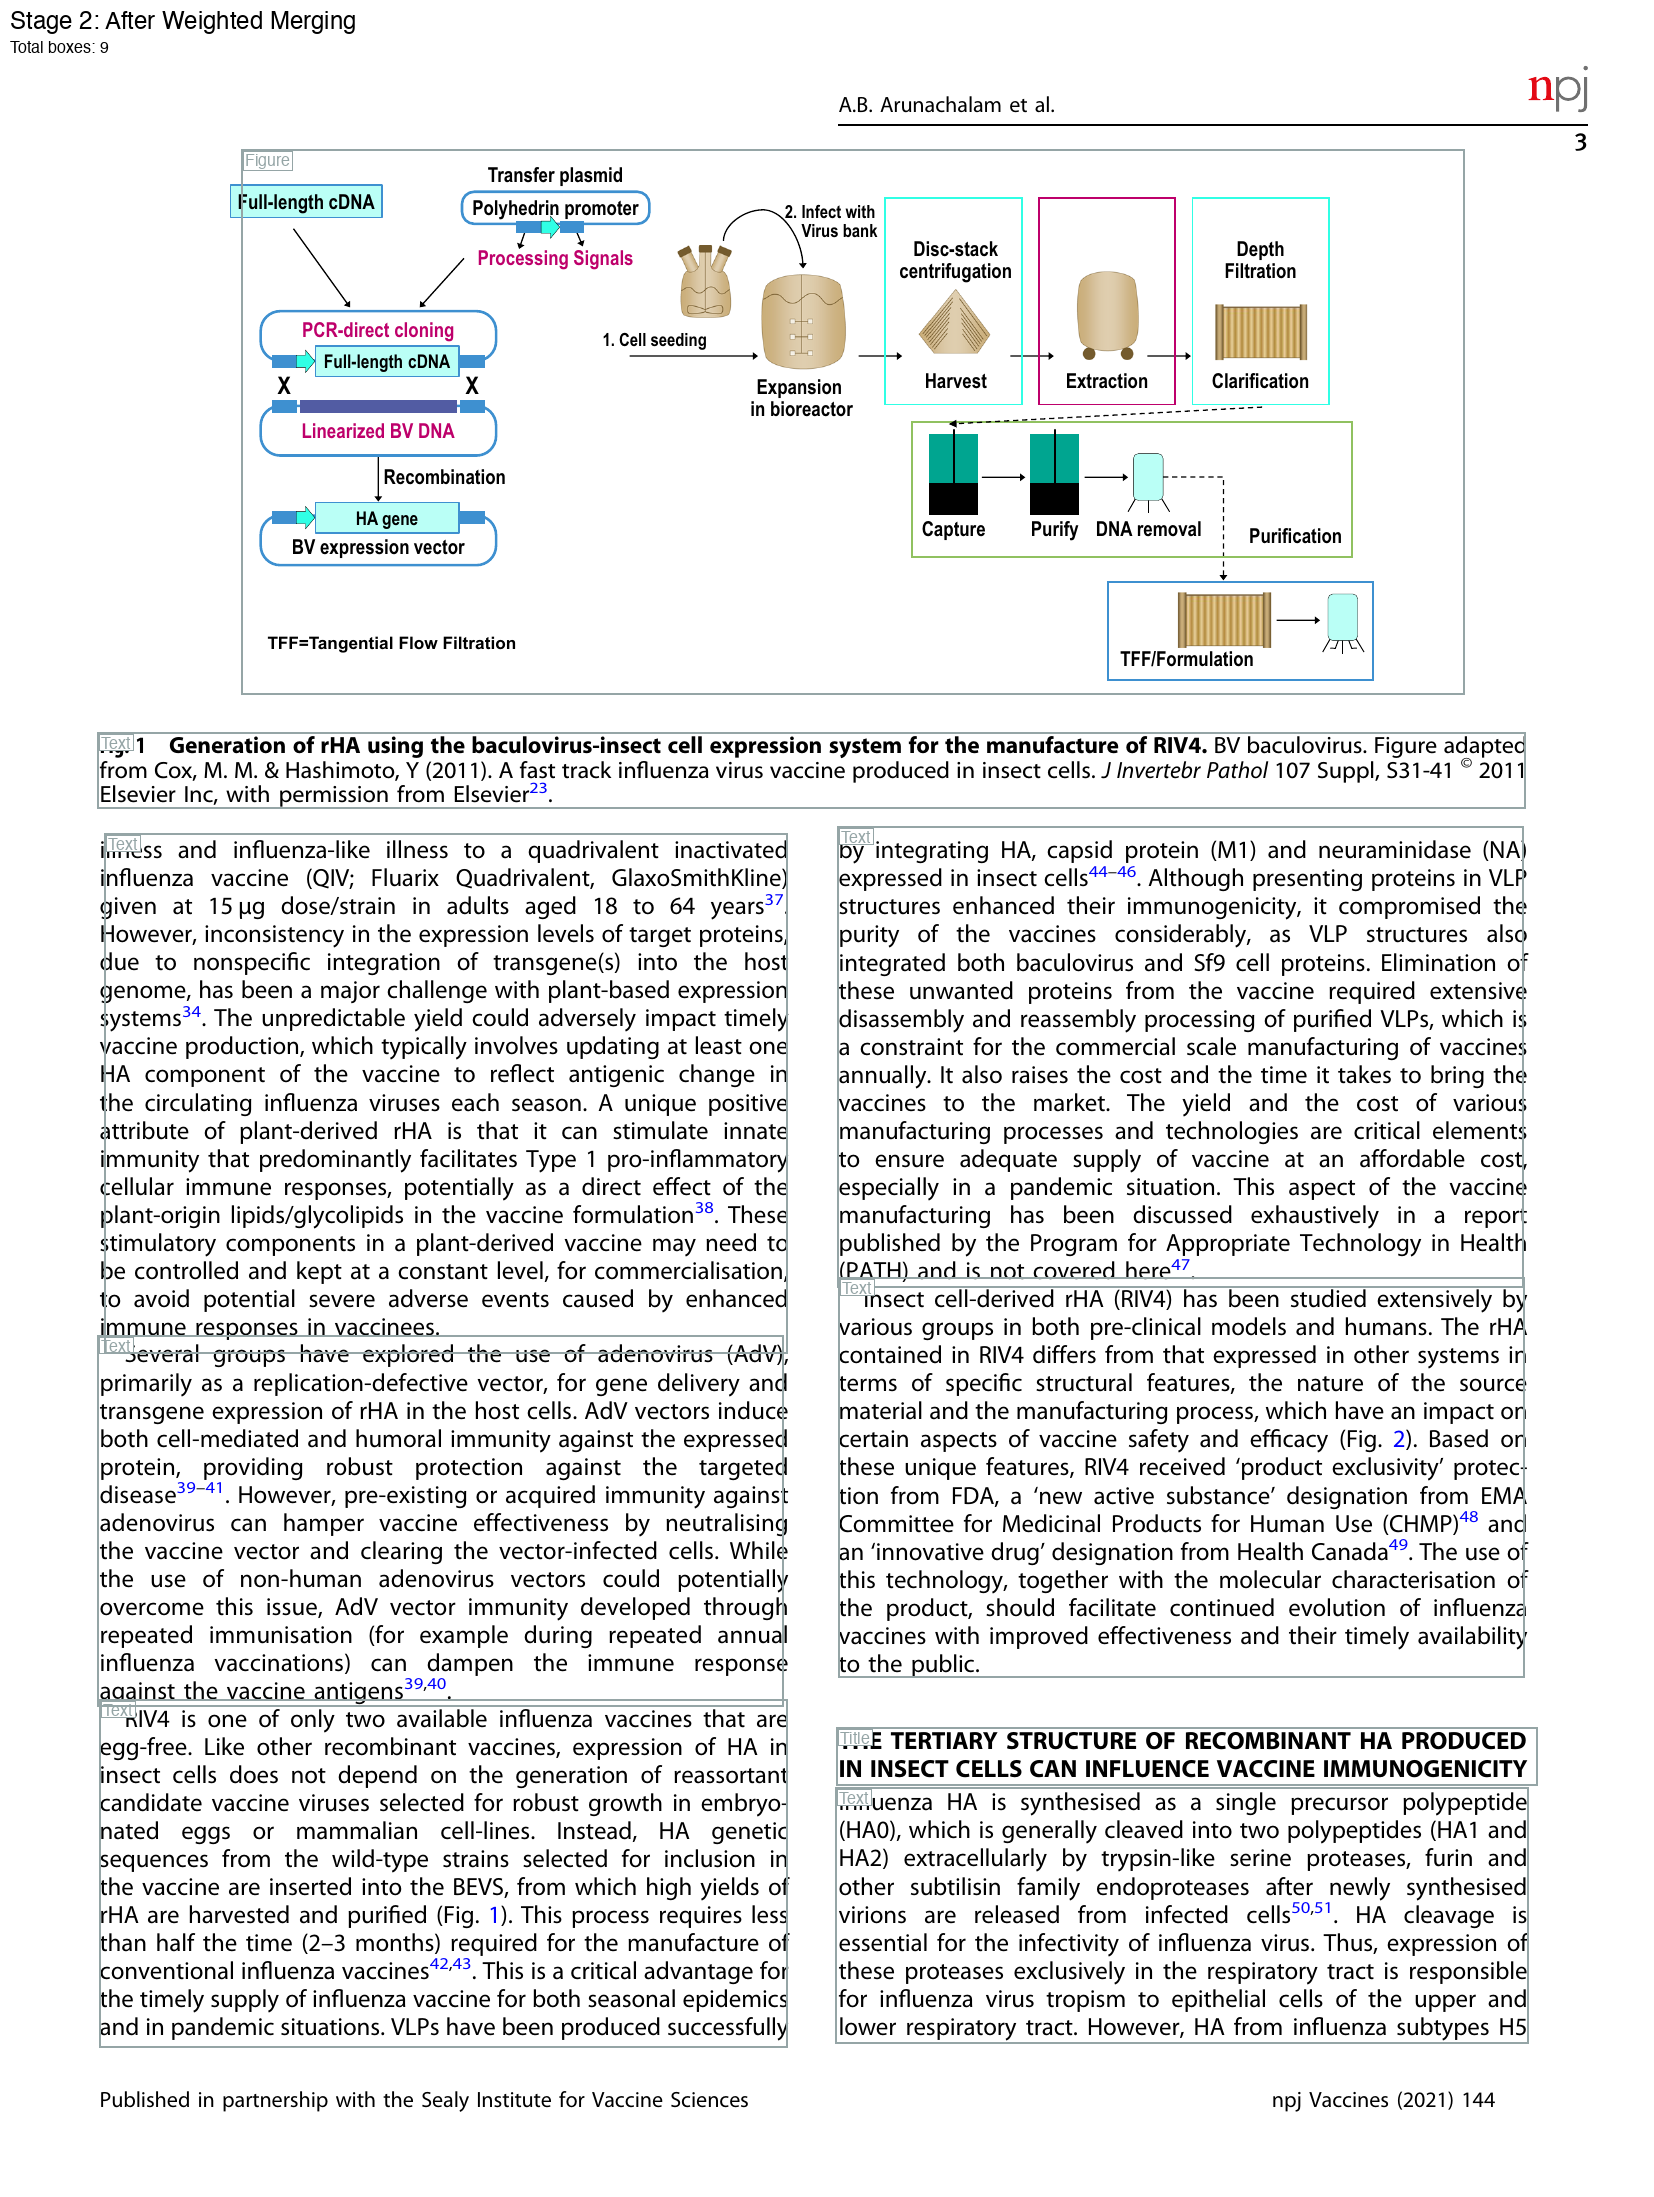 Stage 2: After Weighted Merging
Total boxes: 9
A.B. Arunachalam et al.
npj
3
Figure
Full-length cDNA
Transfer plasmid
Polyhedrin promoter
Processing Signals
PCR-direct cloning
Full-length cDNA
X X
Linearized BV DNA
Recombination
HA gene
BV expression vector
TFF=Tangential Flow Filtration
1. Cell seeding
2. Infect with
Virus bank
Expansion
in bioreactor
Disc-stack
centrifugation
Harvest
Extraction
Depth
Filtration
Clarification
Capture
Purify
DNA removal
Purification
TFF/Formulation
Text
Fig. 1 Generation of rHA using the baculovirus-insect cell expression system for the manufacture of RIV4. BV baculovirus. Figure adapted
from Cox, M. M. & Hashimoto, Y (2011). A fast track influenza virus vaccine produced in insect cells. J Invertebr Pathol 107 Suppl, S31-41 © 2011
Elsevier Inc, with permission from Elsevier23.
Text
illness and influenza-like illness to a quadrivalent inactivated
influenza vaccine (QIV; Fluarix Quadrivalent, GlaxoSmithKline)
given at 15 µg dose/strain in adults aged 18 to 64 years37.
However, inconsistency in the expression levels of target proteins,
due to nonspecific integration of transgene(s) into the host
genome, has been a major challenge with plant-based expression
systems34. The unpredictable yield could adversely impact timely
vaccine production, which typically involves updating at least one
HA component of the vaccine to reflect antigenic change in
the circulating influenza viruses each season. A unique positive
attribute of plant-derived rHA is that it can stimulate innate
immunity that predominantly facilitates Type 1 pro-inflammatory
cellular immune responses, potentially as a direct effect of the
plant-origin lipids/glycolipids in the vaccine formulation38. These
stimulatory components in a plant-derived vaccine may need to
be controlled and kept at a constant level, for commercialisation,
to avoid potential severe adverse events caused by enhanced
immune responses in vaccinees.
Text
Several groups have explored the use of adenovirus (AdV),
primarily as a replication-defective vector, for gene delivery and
transgene expression of rHA in the host cells. AdV vectors induce
both cell-mediated and humoral immunity against the expressed
protein, providing robust protection against the targeted
disease39–41. However, pre-existing or acquired immunity against
adenovirus can hamper vaccine effectiveness by neutralising
the vaccine vector and clearing the vector-infected cells. While
the use of non-human adenovirus vectors could potentially
overcome this issue, AdV vector immunity developed through
repeated immunisation (for example during repeated annual
influenza vaccinations) can dampen the immune response
against the vaccine antigens39,40.
Text
RIV4 is one of only two available influenza vaccines that are
egg-free. Like other recombinant vaccines, expression of HA in
insect cells does not depend on the generation of reassortant
candidate vaccine viruses selected for robust growth in embryo-
nated eggs or mammalian cell-lines. Instead, HA genetic
sequences from the wild-type strains selected for inclusion in
the vaccine are inserted into the BEVS, from which high yields of
rHA are harvested and purified (Fig. 1). This process requires less
than half the time (2–3 months) required for the manufacture of
conventional influenza vaccines42,43. This is a critical advantage for
the timely supply of influenza vaccine for both seasonal epidemics
and in pandemic situations. VLPs have been produced successfully
Text
by integrating HA, capsid protein (M1) and neuraminidase (NA)
expressed in insect cells44–46. Although presenting proteins in VLP
structures enhanced their immunogenicity, it compromised the
purity of the vaccines considerably, as VLP structures also
integrated both baculovirus and Sf9 cell proteins. Elimination of
these unwanted proteins from the vaccine required extensive
disassembly and reassembly processing of purified VLPs, which is
a constraint for the commercial scale manufacturing of vaccines
annually. It also raises the cost and the time it takes to bring the
vaccines to the market. The yield and the cost of various
manufacturing processes and technologies are critical elements
to ensure adequate supply of vaccine at an affordable cost,
especially in a pandemic situation. This aspect of the vaccine
manufacturing has been discussed exhaustively in a report
published by the Program for Appropriate Technology in Health
(PATH) and is not covered here47.
Text
Insect cell-derived rHA (RIV4) has been studied extensively by
various groups in both pre-clinical models and humans. The rHA
contained in RIV4 differs from that expressed in other systems in
terms of specific structural features, the nature of the source
material and the manufacturing process, which have an impact on
certain aspects of vaccine safety and efficacy (Fig. 2). Based on
these unique features, RIV4 received ‘product exclusivity’ protec-
tion from FDA, a ‘new active substance’ designation from EMA
Committee for Medicinal Products for Human Use (CHMP)48 and
an ‘innovative drug’ designation from Health Canada49. The use of
this technology, together with the molecular characterisation of
the product, should facilitate continued evolution of influenza
vaccines with improved effectiveness and their timely availability
to the public.
Title
THE TERTIARY STRUCTURE OF RECOMBINANT HA PRODUCED
IN INSECT CELLS CAN INFLUENCE VACCINE IMMUNOGENICITY
Text
Influenza HA is synthesised as a single precursor polypeptide
(HA0), which is generally cleaved into two polypeptides (HA1 and
HA2) extracellularly by trypsin-like serine proteases, furin and
other subtilisin family endoproteases after newly synthesised
virions are released from infected cells50,51. HA cleavage is
essential for the infectivity of influenza virus. Thus, expression of
these proteases exclusively in the respiratory tract is responsible
for influenza virus tropism to epithelial cells of the upper and
lower respiratory tract. However, HA from influenza subtypes H5
Published in partnership with the Sealy Institute for Vaccine Sciences
npj Vaccines (2021) 144